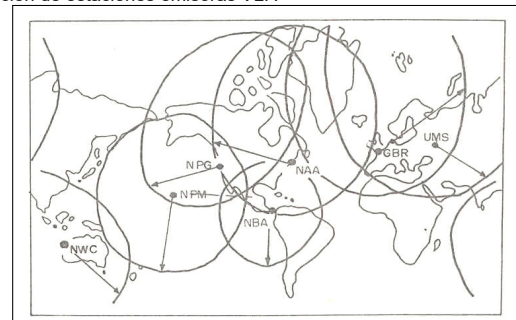 ción de estaciones emisoras VLF.
UMS
GBR
NPG
NAA
NPM
NBA
NWC